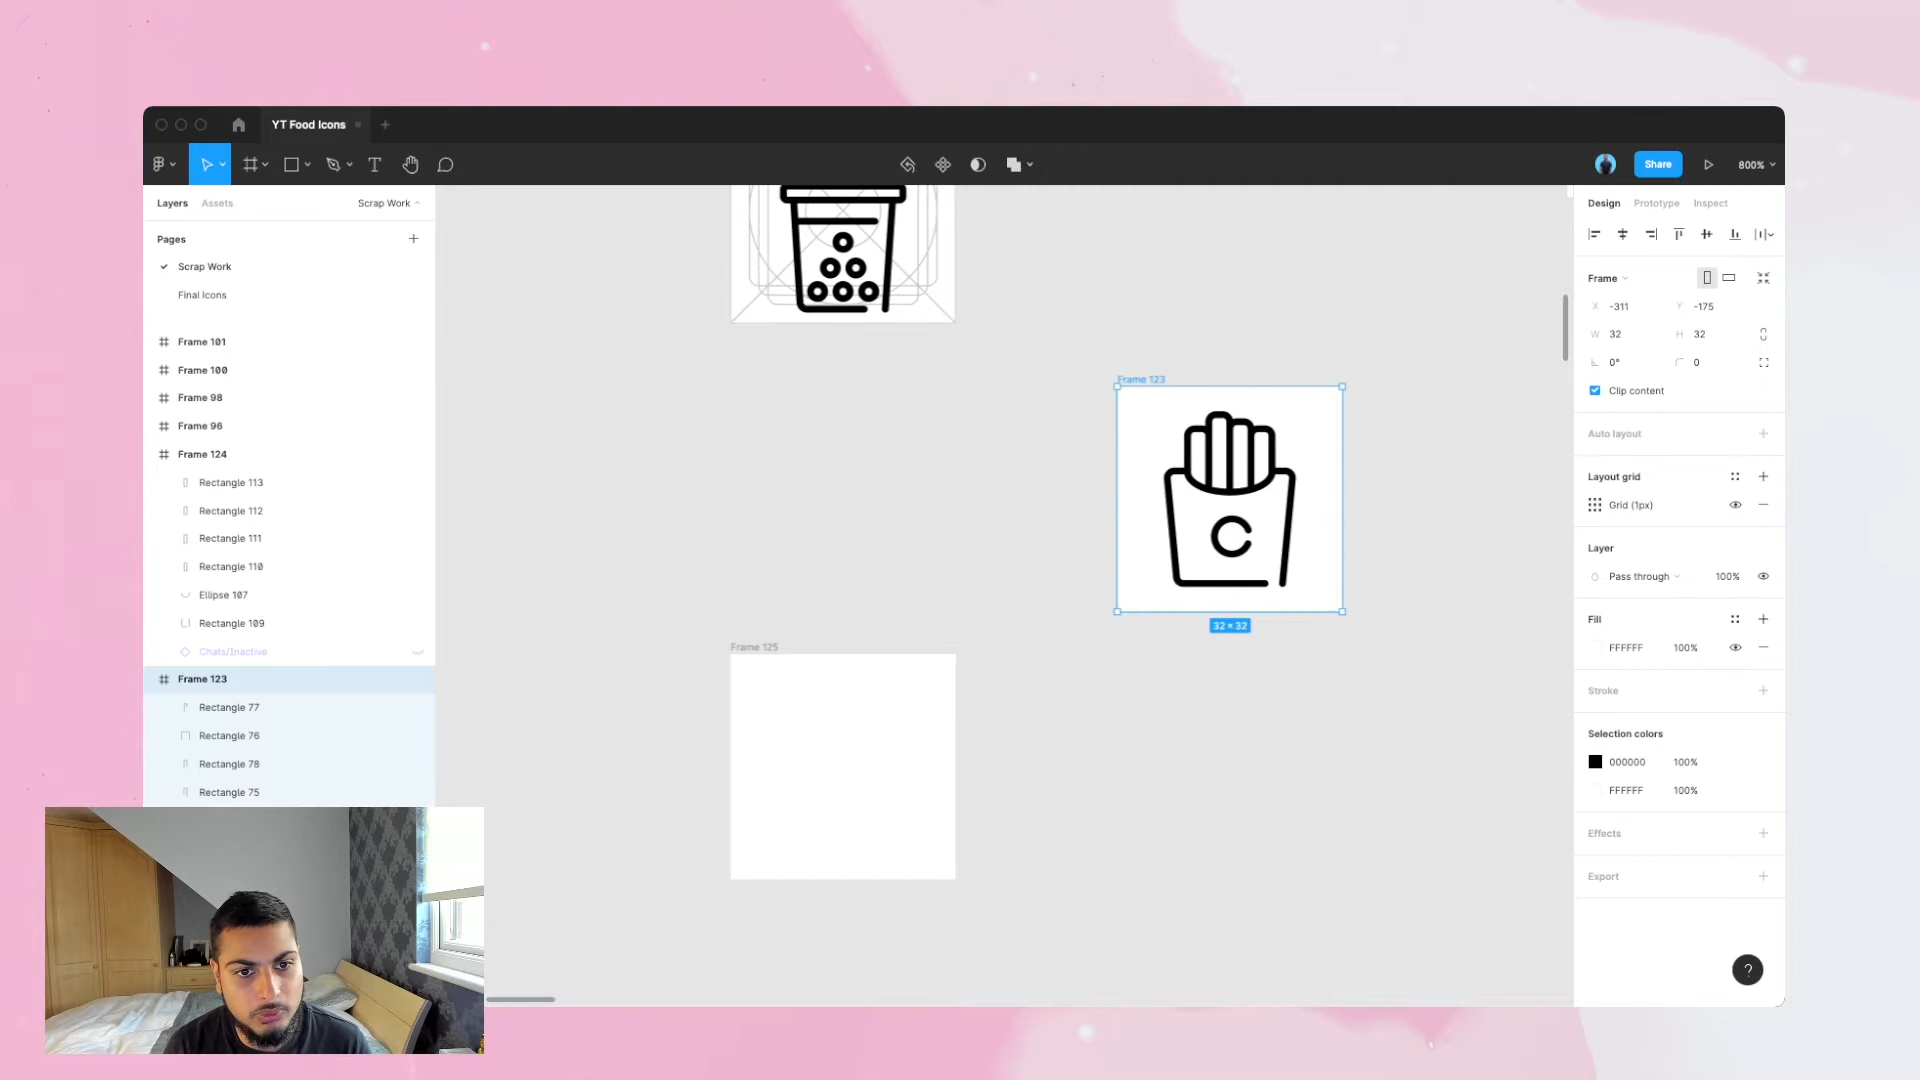 YT Food Icons
Share
800%
Layers
Assets
Scrap Work
Pages
Scrap Work
Final Icons
Frame 101
Frame 100
Frame 98
Frame 96
Frame 124
Rectangle 113
Rectangle 112
Rectangle 111
Rectangle 110
Ellipse 107
Rectangle 109
Chats/Inactive
Frame 123
Rectangle 77
Rectangle 76
Rectangle 78
Rectangle 75
Frame 123
C
32 × 32
Frame 125
Design
Prototype
Inspect
Frame
X -311
Y -175
W 32
H 32
0°
0
Clip content
Auto layout
Layout grid
Grid (1px)
Layer
Pass through
100%
Fill
FFFFFF
100%
Stroke
Selection colors
000000
100%
FFFFFF
100%
Effects
Export
?